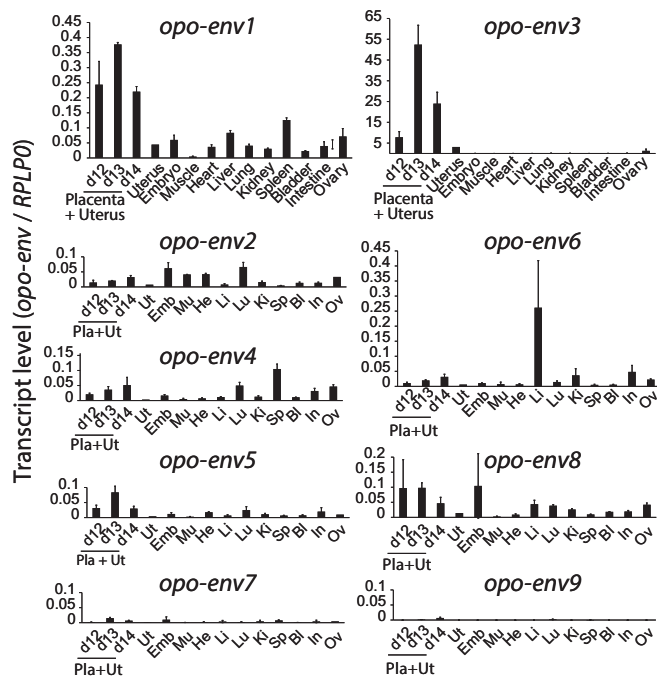 Transcript level (opo-env / RPLP0)
opo-env1
0.45
0.4
0.35
0.3
0.25
0.2
0.15
0.1
0.05
0
d12
d13
d14
Uterus
Embryo
Muscle
Heart
Liver
Lung
Kidney
Spleen
Bladder
Intestine
Ovary
Placenta
+ Uterus
opo-env3
65
55
45
35
25
15
5
d12
d13
d14
Uterus
Embryo
Muscle
Heart
Liver
Lung
Kidney
Spleen
Bladder
Intestine
Ovary
Placenta
+ Uterus
opo-env2
0.1
0.05
0
d12
d13
d14
Ut
Emb
Mu
He
Li
Lu
Ki
Sp
Bl
In
Ov
Pla+Ut
opo-env6
0.45
0.4
0.35
0.3
0.25
0.2
0.15
0.1
0.05
0
d12
d13
d14
Ut
Emb
Mu
He
Li
Lu
Ki
Sp
Bl
In
Ov
Pla+Ut
opo-env4
0.15
0.1
0.05
0
d12
d13
d14
Ut
Emb
Mu
He
Li
Lu
Ki
Sp
Bl
In
Ov
Pla+Ut
opo-env5
0.1
0.05
0
d12
d13
d14
Ut
Emb
Mu
He
Li
Lu
Ki
Sp
Bl
In
Ov
Pla + Ut
opo-env8
0.2
0.15
0.1
0.05
0
d12
d13
d14
Ut
Emb
Mu
He
Li
Lu
Ki
Sp
Bl
In
Ov
Pla+Ut
opo-env7
0.1
0.05
0
d12
d13
d14
Ut
Emb
Mu
He
Li
Lu
Ki
Sp
Bl
In
Ov
Pla+Ut
opo-env9
0.1
0.05
0
d12
d13
d14
Ut
Emb
Mu
He
Li
Lu
Ki
Sp
Bl
In
Ov
Pla+Ut